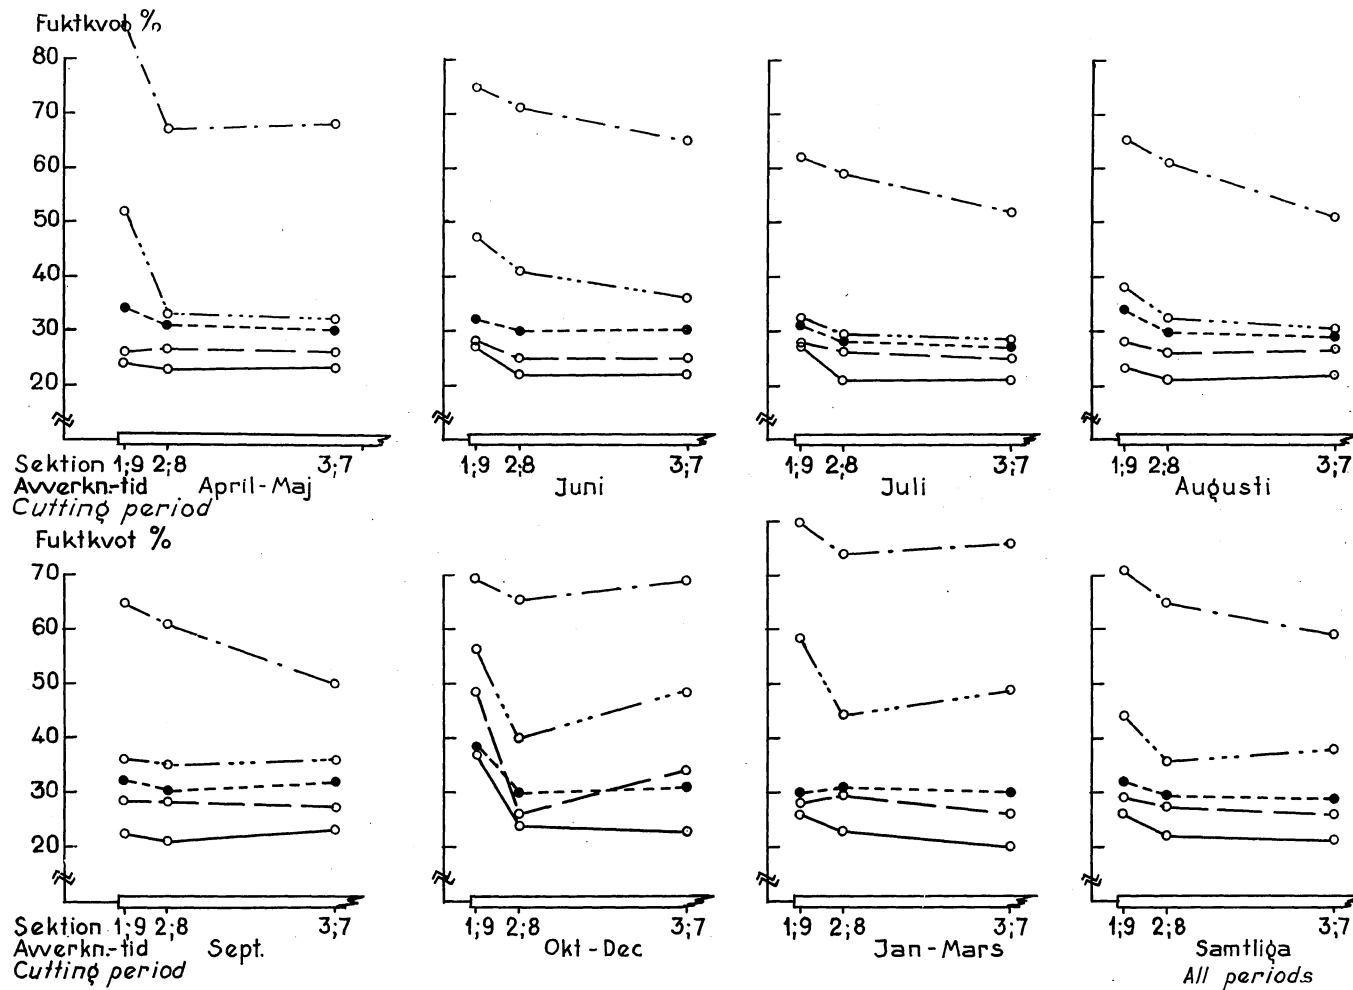 Fuktkvot %
80
70
60
50
40
30
20
Sektion 1;9 2;8 3;7 1;9 2;8 3;7 1;9 2;8 3;7 1;9 2;8 3;7
Avverkn.-tid April-Maj Juni Juli Augusti
Cutting period
Fuktkvot %
70
60
50
40
30
20
Sektion 1;9 2;8 3;7 1;9 2;8 3;7 1;9 2;8 3;7 1;9 2;8 3;7
Avverkn.-tid Sept. Okt-Dec Jan-Mars Samtliga
Cutting period All periods